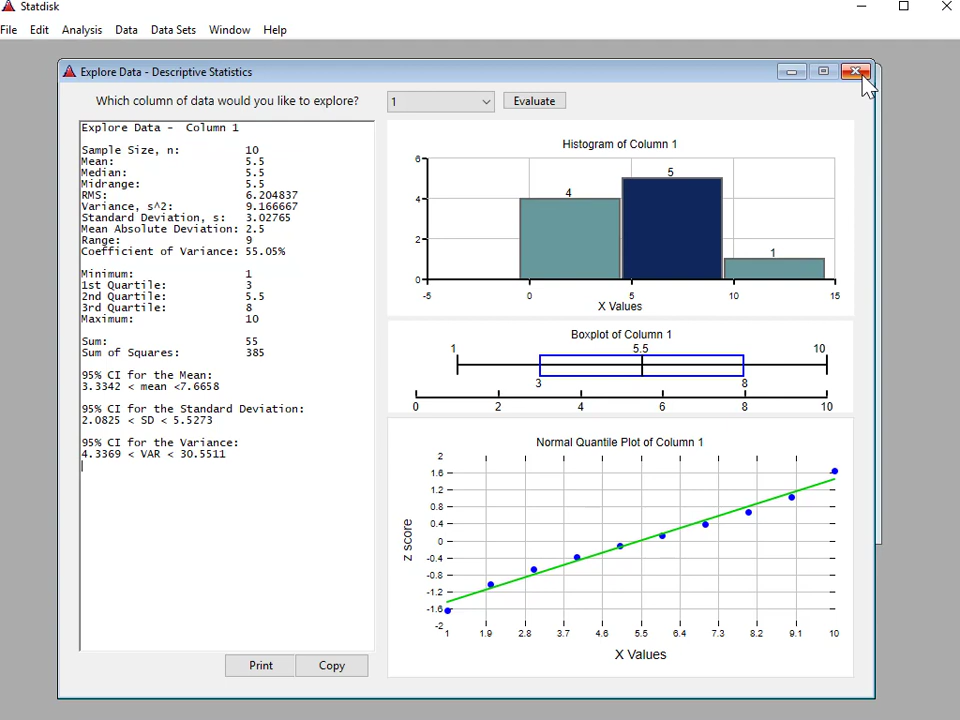 Statdisk
File Edit Analysis Data Data Sets Window Help
Explore Data - Descriptive Statistics
Which column of data would you like to explore? 1 Evaluate
Explore Data - Column 1
Sample Size, n: 10
Mean: 5.5
Median: 5.5
Midrange: 5.5
RMS: 6.204837
Variance, s^2: 9.166667
Standard Deviation, s: 3.02765
Mean Absolute Deviation: 2.5
Range: 9
Coefficient of Variance: 55.05%
Minimum: 1
1st Quartile: 3
2nd Quartile: 5.5
3rd Quartile: 8
Maximum: 10
Sum: 55
Sum of Squares: 385
95% CI for the Mean:
3.3342 < mean <7.6658
95% CI for the Standard Deviation:
2.0825 < SD < 5.5273
95% CI for the Variance:
4.3369 < VAR < 30.5511
Print Copy
Histogram of Column 1
6
4
2
0
4 5 1
-5 0 5 10 15
X Values
Boxplot of Column 1
1 5.5 10
3 8
0 2 4 6 8 10
Normal Quantile Plot of Column 1
z score
2
1.6
1.2
0.8
0.4
0
-0.4
-0.8
-1.2
-1.6
-2
1 1.9 2.8 3.7 4.6 5.5 6.4 7.3 8.2 9.1 10
X Values